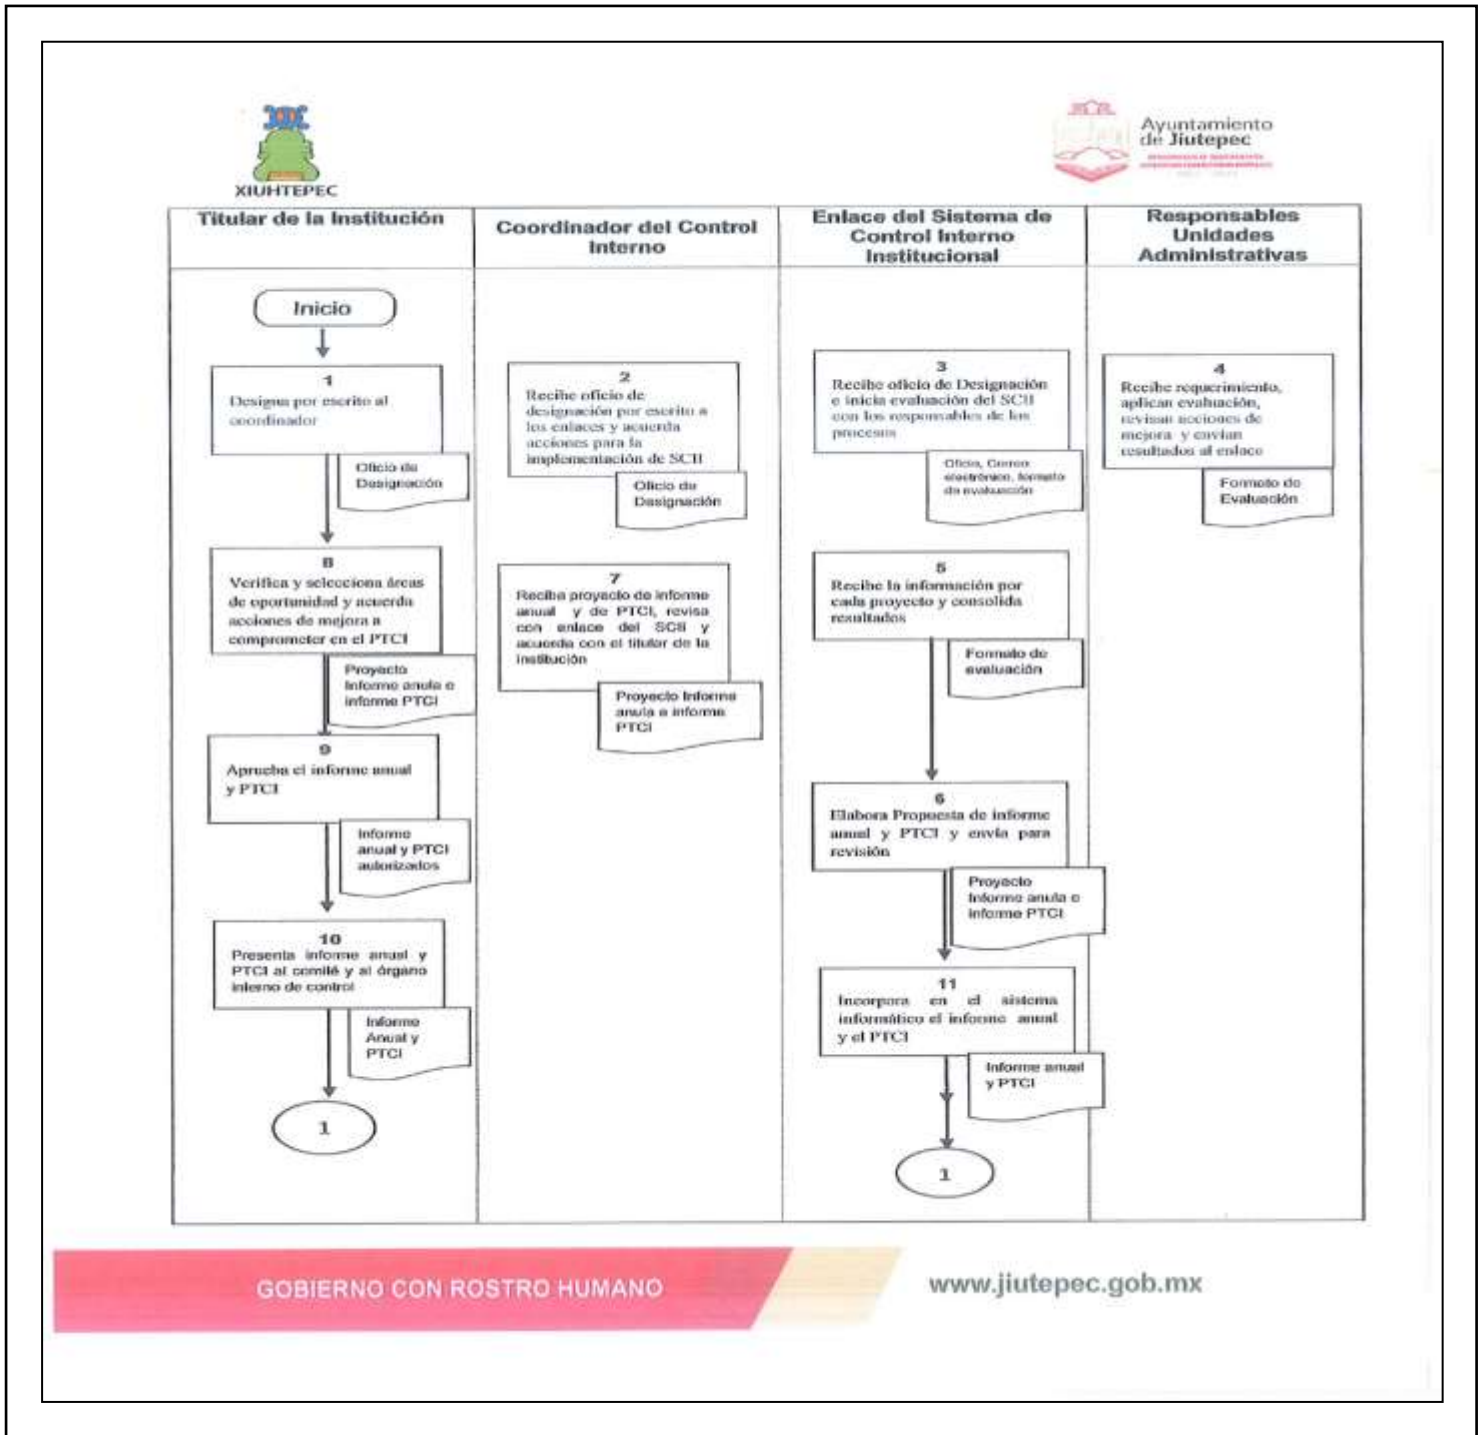 XIUHTEPEC
Ayuntamiento
de Jiutepec
Titular de la Institución
Coordinador del Control
Interno
Enlace del Sistema de
Control Interno
Institucional
Responsables
Unidades
Administrativas
Inicio
1
Designa por escrito al
coordinador
Oficio de
Designación
2
Recibe oficio de
designación por escrito a
los enlaces y acuerda
acciones para la
implementación de SCII
Oficio de
Designación
3
Recibe oficio de Designación
e inicia evaluación del SCII
con los responsables de los
procesos
Oficio, Correo
electrónico, formato
de evaluación
4
Recibe requerimiento,
aplican evaluación,
revisan acciones de
mejora y envían
resultados al enlace
Formato de
Evaluación
8
Verifica y selecciona áreas
de oportunidad y acuerda
acciones de mejora a
comprometer en el PTCI
Proyecto
Informe anula e
informe PTCI
7
Recibe proyecto de informe
anual y de PTCI, revisa
con enlace del SCII y
acuerda con el titular de la
institución
Proyecto Informe
anula e informe
PTCI
5
Recibe la información por
cada proyecto y consolida
resultados
Formato de
evaluación
9
Aprueba el informe anual
y PTCI
Informe
anual y PTCI
autorizados
6
Elabora Propuesta de informe
anual y PTCI y envía para
revisión
Proyecto
Informe anula e
informe PTCI
10
Presenta informe anual y
PTCI al comité y al órgano
interno de control
Informe
Anual y
PTCI
11
Incorpora en el sistema
informático el informe anual
y el PTCI
Informe anual
y PTCI
1
1
GOBIERNO CON ROSTRO HUMANO
www.jiutepec.gob.mx